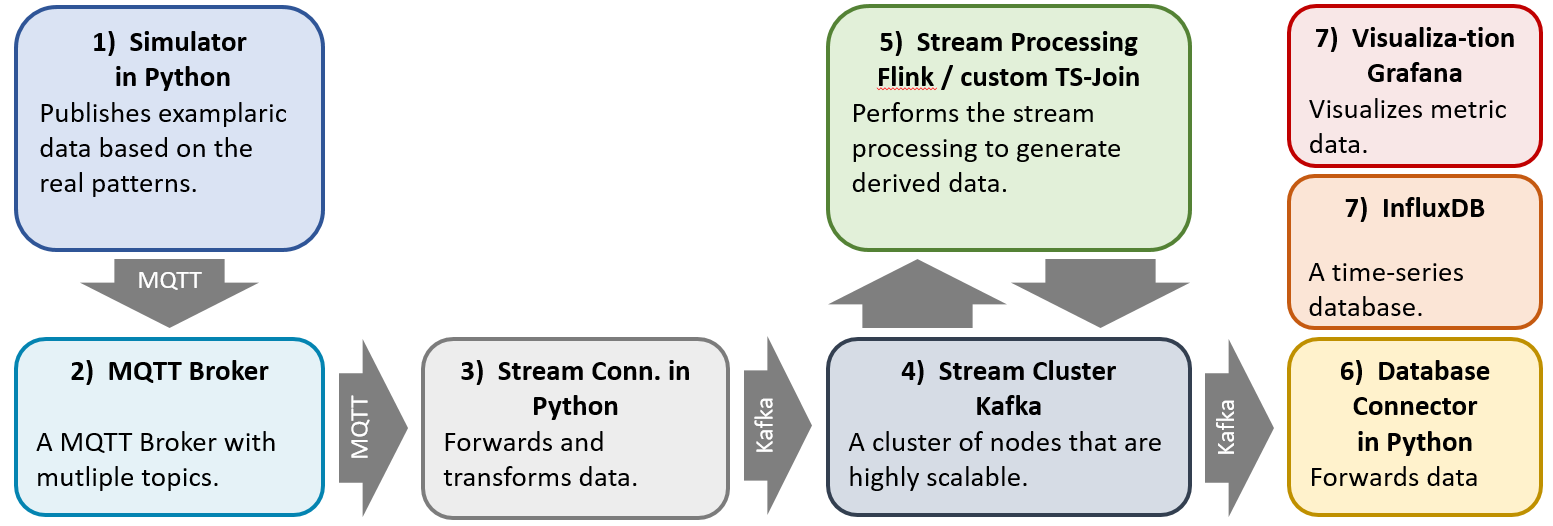 1) Simulator
in Python
Publishes examplaric
data based on the
real patterns.
MQTT
2) MQTT Broker
A MQTT Broker with
mutliple topics.
MQTT
3) Stream Conn. in
Python
Forwards and
transforms data.
Kafka
4) Stream Cluster
Kafka
A cluster of nodes that are
highly scalable.
5) Stream Processing
Flink / custom TS-Join
Performs the stream
processing to generate
derived data.
Kafka
6) Database
Connector
in Python
Forwards data
7) InfluxDB
A time-series
database.
7) Visualiza-tion
Grafana
Visualizes metric
data.